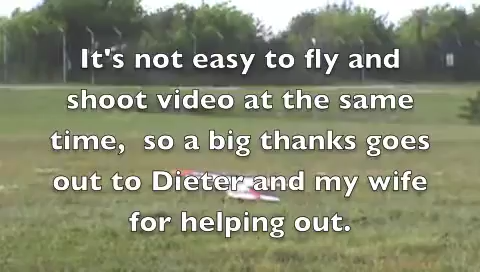 It's not easy to fly and
shoot video at the same
time,  so a big thanks goes
out to Dieter and my wife
for helping out.